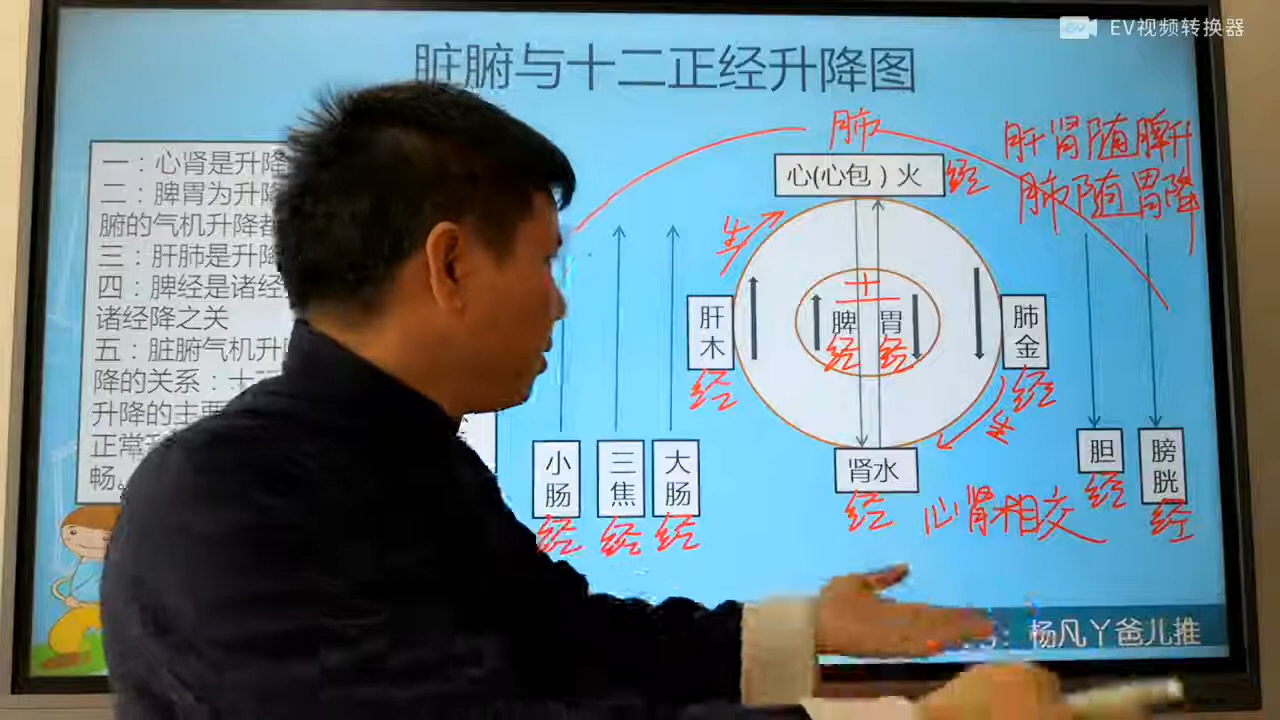 EV视频转换器
脏腑与十二正经升降图
一：心肾是升降
二：脾胃为升降
腑的气机升降都
三：肝肺是升降
四：脾经是诸经
诸经降之关
五：脏腑气机升降
降的关系：十二
升降的主要
正常
畅。
肺
心(心包）火
经
肝肾随脾升
肺随胃降
生
土
脾
胃
经
经
肝木
经
肺金
经
肾水
经
小肠
经
三焦
经
大肠
经
胆
经
膀胱
经
心肾相交
：杨凡丫爸儿推